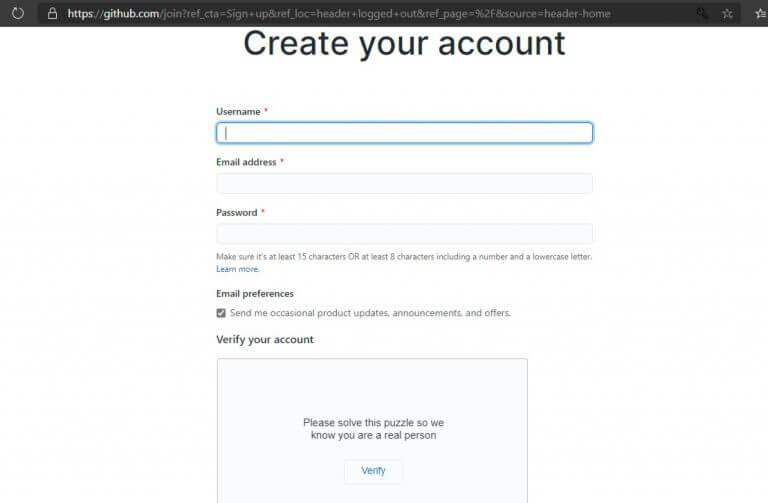 https://github.com/join?ref_cta=Sign+up&ref_loc=header+logged+out&ref_page=%2F&source=header-home
Create your account
Username *
Email address *
Password *
Make sure it's at least 15 characters OR at least 8 characters including a number and a lowercase letter.
Learn more.
Email preferences
Send me occasional product updates, announcements, and offers.
Verify your account
Please solve this puzzle so we
know you are a real person
Verify